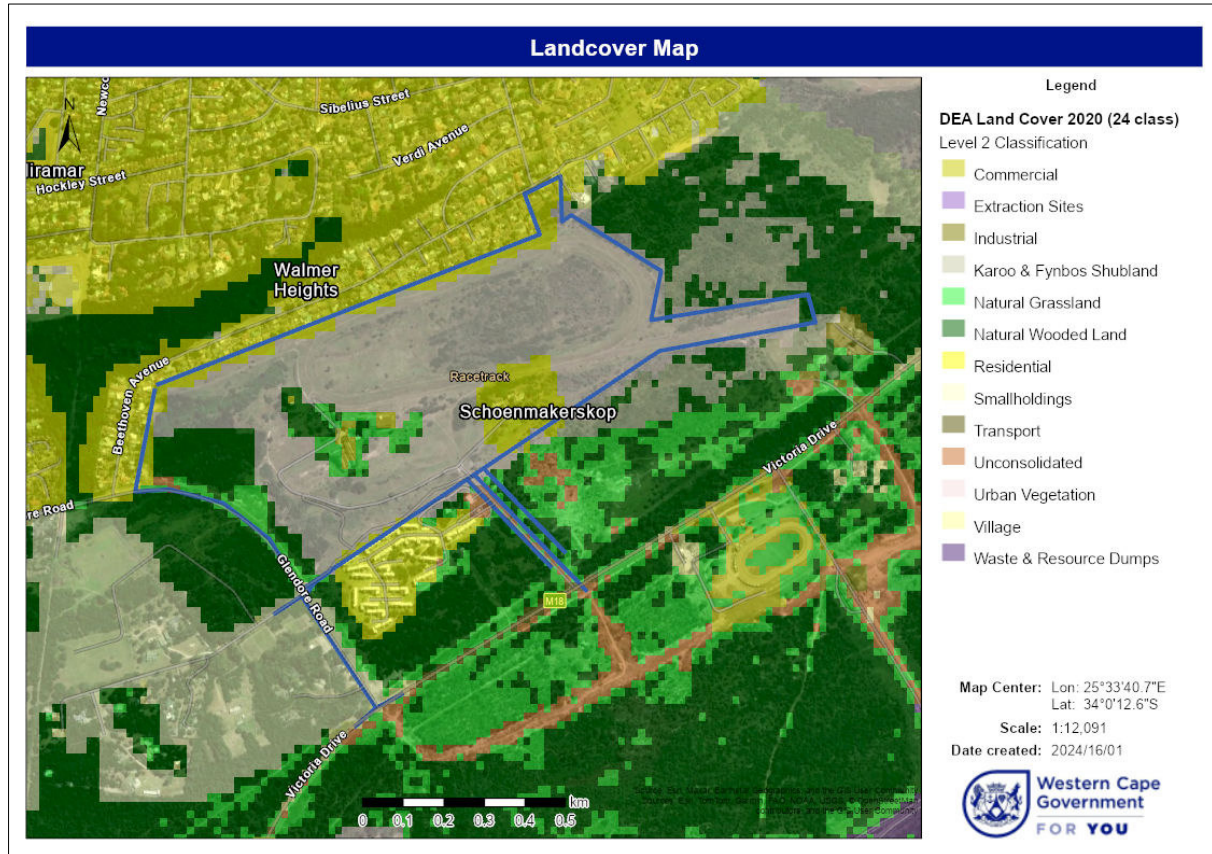 Landcover Map
Newco
Sibelius Street
N
Verdi Avenue
liramar
Hockley Street
Walmer
Heights
Beethoven Avenue
Racetrack
Schoenmakerskop
Victoria Drive
re Road
Glendore Road
M18
Victoria Drive
km
0 0.1 0.2 0.3 0.4 0.5
Legend
DEA Land Cover 2020 (24 class)
Level 2 Classification
Commercial
Extraction Sites
Industrial
Karoo & Fynbos Shubland
Natural Grassland
Natural Wooded Land
Residential
Smallholdings
Transport
Unconsolidated
Urban Vegetation
Village
Waste & Resource Dumps
Map Center: Lon: 25°33'40.7"E
Lat: 34°0'12.6"S
Scale: 1:12,091
Date created: 2024/16/01
Western Cape
Government
FOR YOU